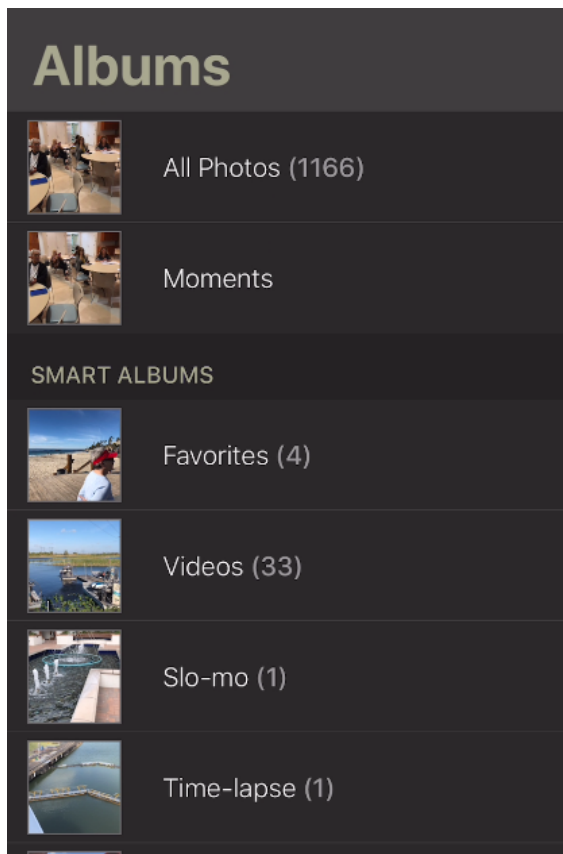 Albums
All Photos (1166)
Moments
SMART ALBUMS
Favorites (4)
Videos (33)
Slo-mo (1)
Time-lapse (1)